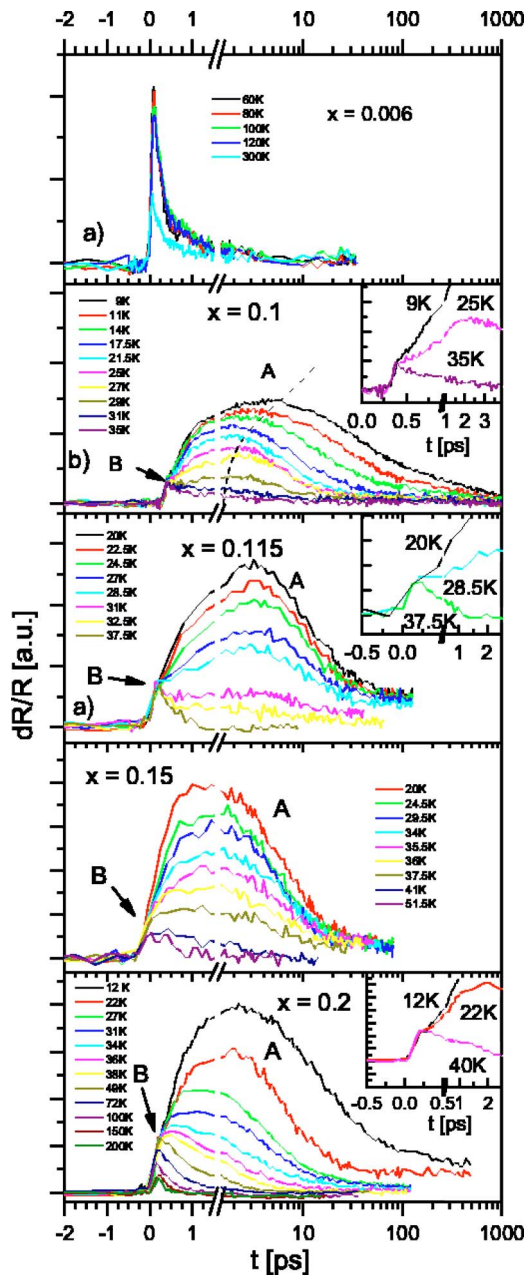 -2 -1 0 1 10 100 1000
60K
80K
100K
120K
300K
x = 0.006
a)
9K
11K
14K
17.5K
21.5K
25K
27K
29K
31K
35K
x = 0.1
A
B
b)
9K 25K
35K
0.0 0.5 1 2 3
t [ps]
20K
22.5K
24.5K
27K
28.5K
31K
32.5K
37.5K
x = 0.115
A
B
a)
20K
28.5K
37.5K
-0.5 0.0 1 2
dR/R [a.u.]
x = 0.15
A
B
20K
24.5K
29.5K
34K
35.5K
36K
37.5K
41K
51.5K
12 K
22K
27K
31K
34K
36K
38K
49K
72K
100K
150K
200K
x = 0.2
A
B
12K
22K
40K
-0.5 0.0 0.51 2
t [ps]
-2 -1 0 1 10 100 1000
t [ps]